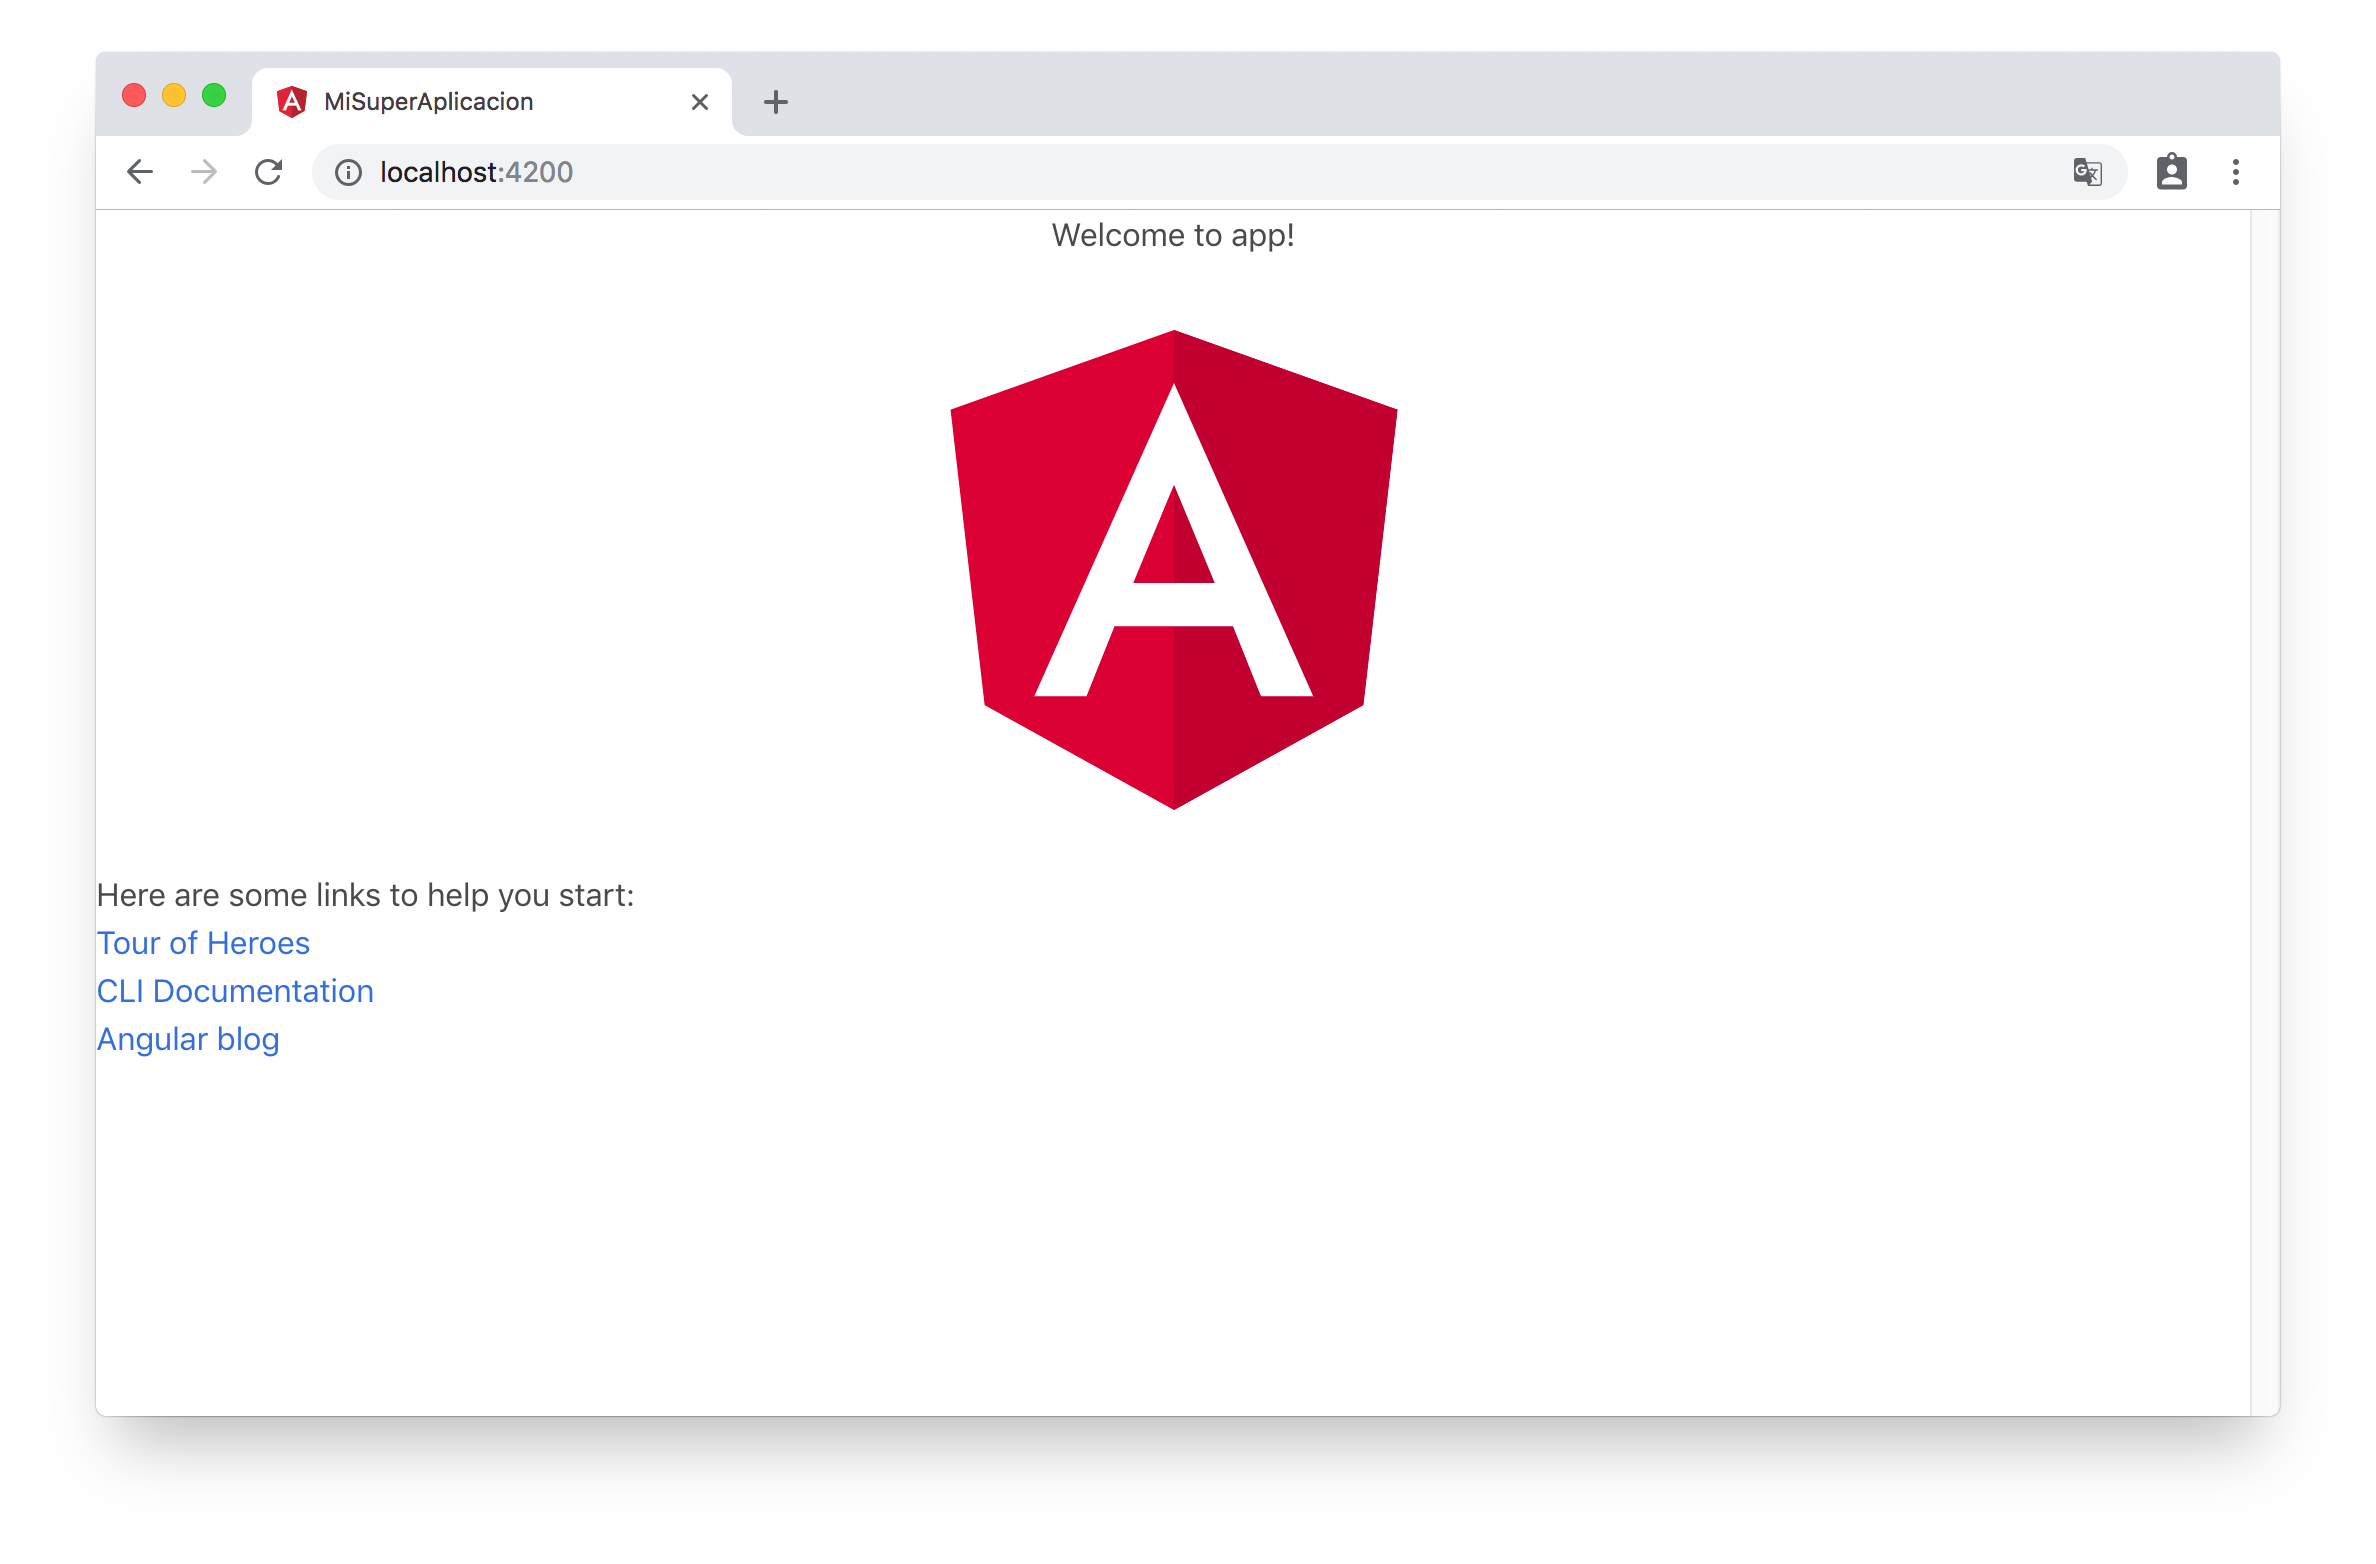 MiSuperAplicacion
localhost:4200
Welcome to app!
Here are some links to help you start:
Tour of Heroes
CLI Documentation
Angular blog